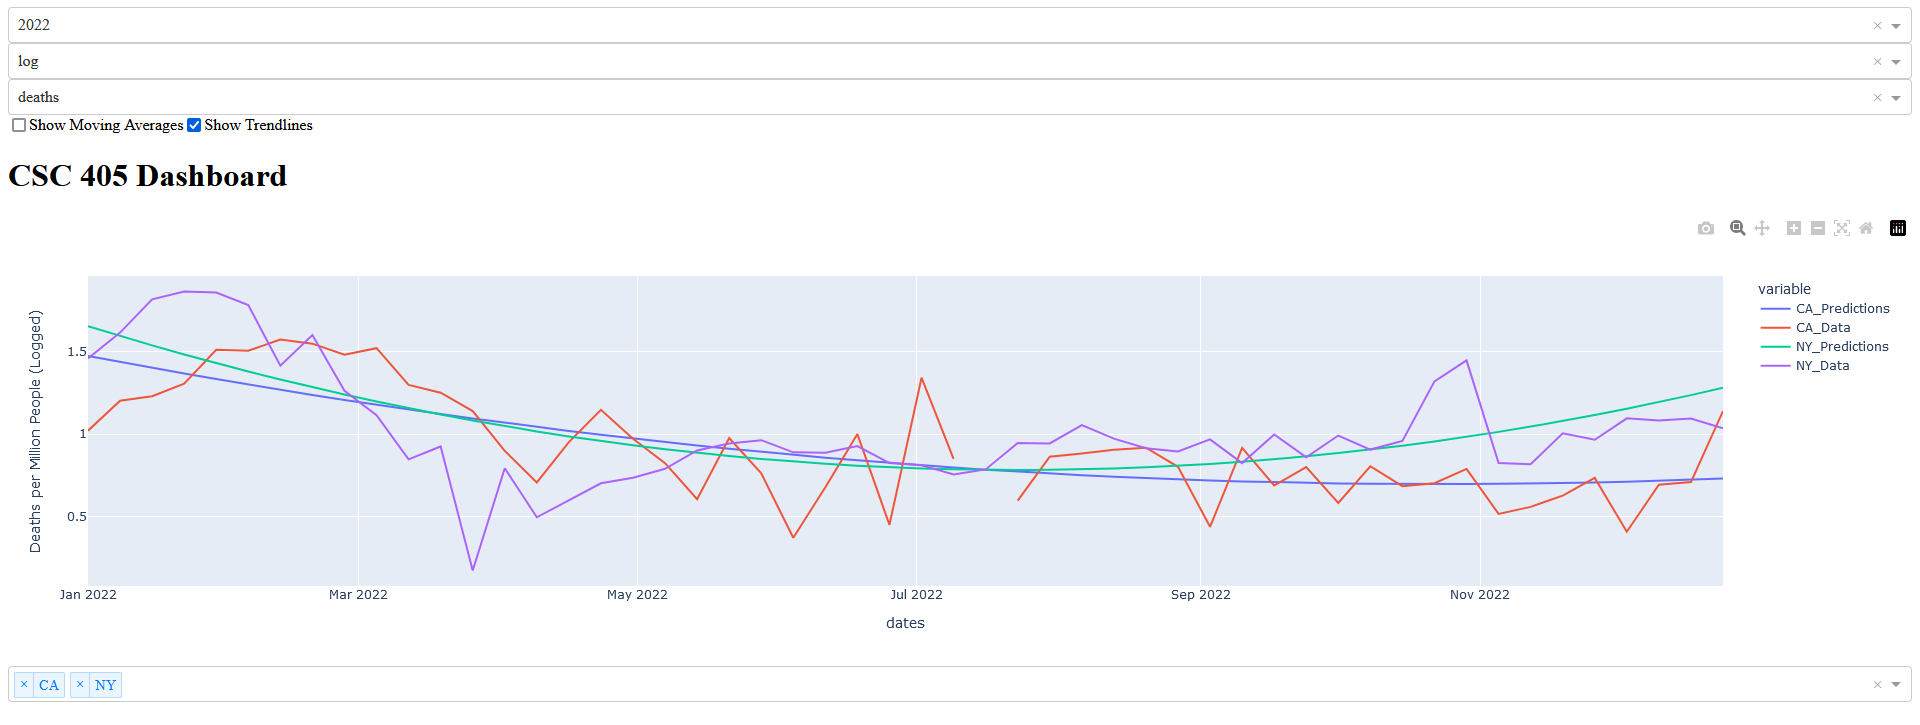 2022
log
deaths
Show Moving Averages Show Trendlines
CSC 405 Dashboard
variable
CA_Predictions
CA_Data
NY_Predictions
NY_Data
Deaths per Million People (Logged)
1.5
1
0.5
Jan 2022 Mar 2022 May 2022 Jul 2022 Sep 2022 Nov 2022
dates
× CA × NY